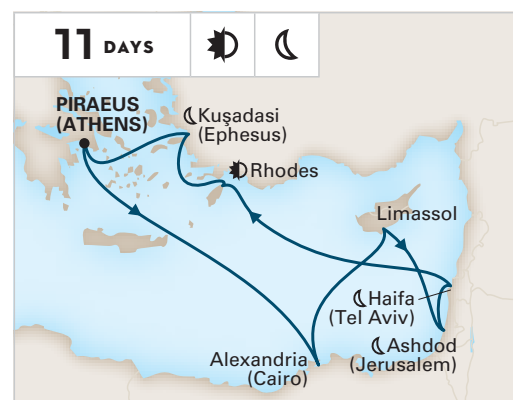 11 DAYS
PIRAEUS
(ATHENS)
Kuşadasi
(Ephesus)
Rhodes
Limassol
Haifa
(Tel Aviv)
Ashdod
(Jerusalem)
Alexandria
(Cairo)